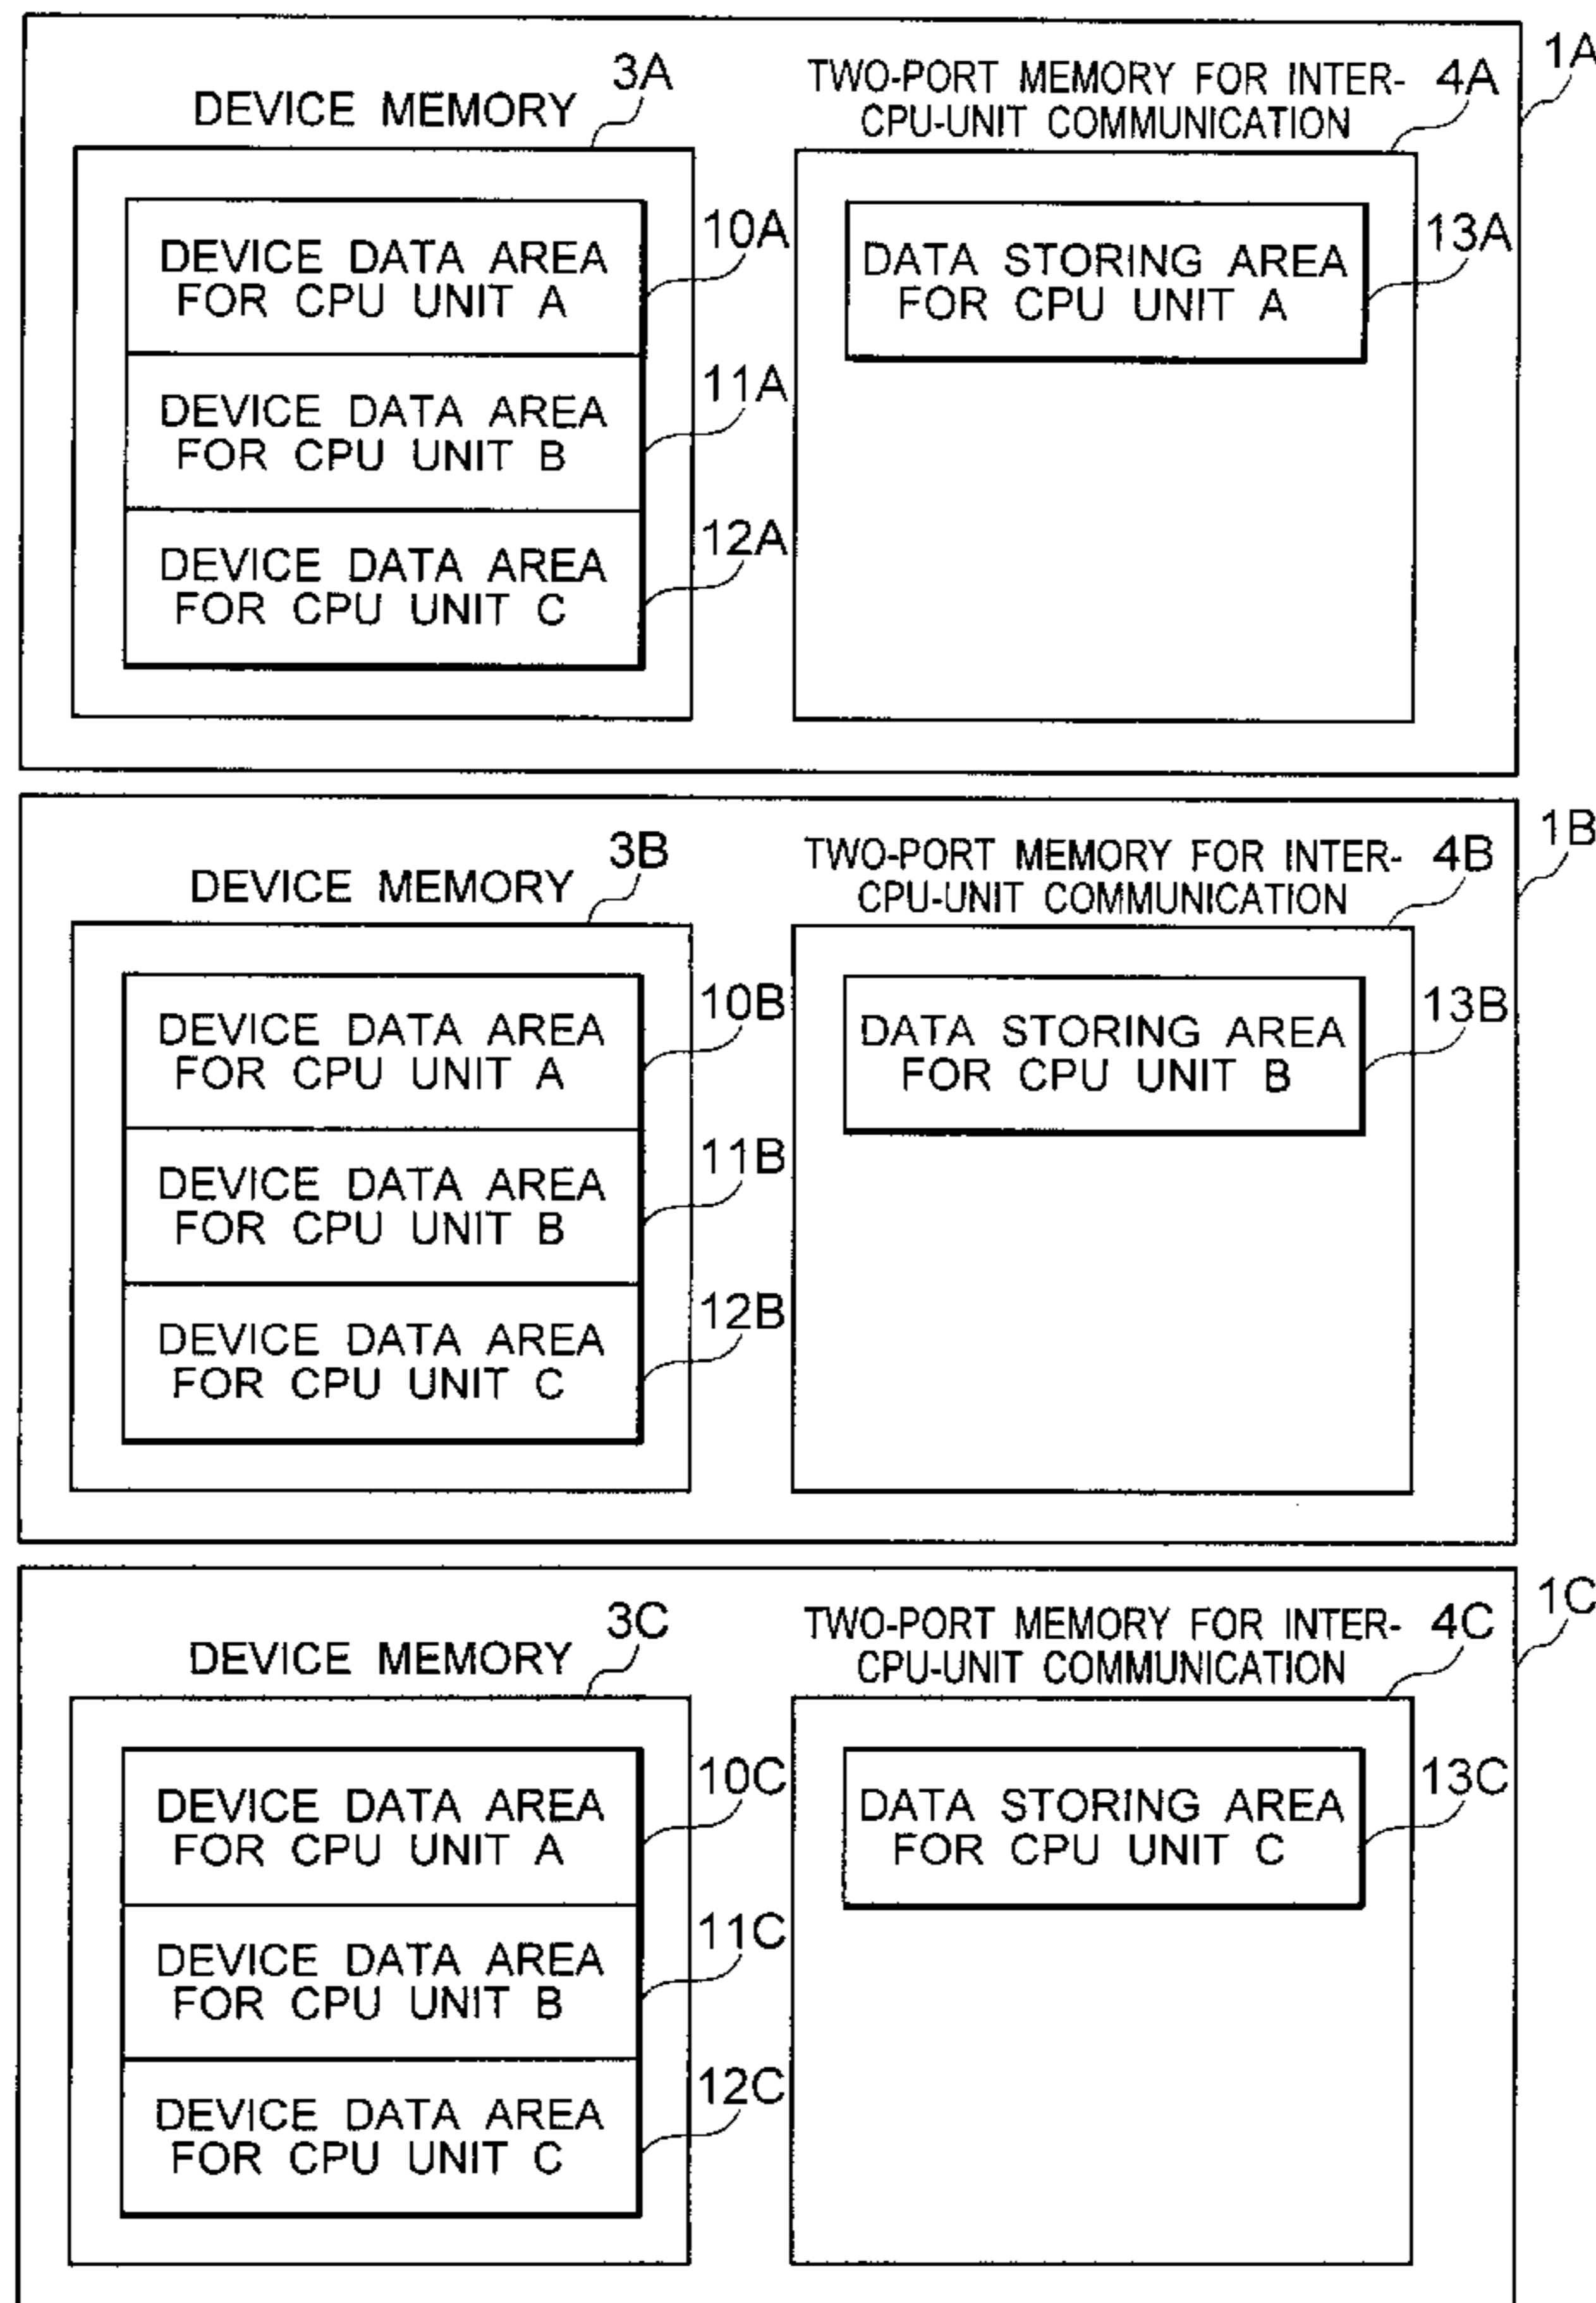 1A
3A
TWO-PORT MEMORY FOR INTER-
4A
DEVICE MEMORY
CPU-UNIT COMMUNICATION
DEVICE DATA AREA
FOR CPU UNIT A
10A
DATA STORING AREA
FOR CPU UNIT A
13A
DEVICE DATA AREA
FOR CPU UNIT B
11A
DEVICE DATA AREA
FOR CPU UNIT C
12A
1B
3B
TWO-PORT MEMORY FOR INTER-
4B
DEVICE MEMORY
CPU-UNIT COMMUNICATION
DEVICE DATA AREA
FOR CPU UNIT A
10B
DATA STORING AREA
FOR CPU UNIT B
13B
DEVICE DATA AREA
FOR CPU UNIT B
11B
DEVICE DATA AREA
FOR CPU UNIT C
12B
1C
3C
TWO-PORT MEMORY FOR INTER-
4C
DEVICE MEMORY
CPU-UNIT COMMUNICATION
DEVICE DATA AREA
FOR CPU UNIT A
10C
DATA STORING AREA
FOR CPU UNIT C
13C
DEVICE DATA AREA
FOR CPU UNIT B
11C
DEVICE DATA AREA
FOR CPU UNIT C
12C